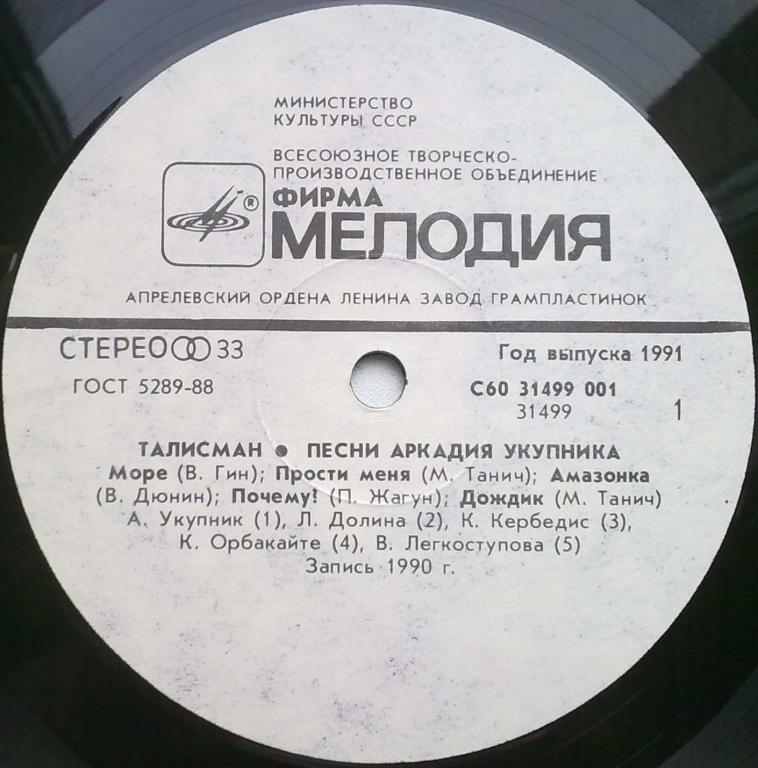 МИНИСТЕРСТВО
КУЛЬТУРЫ СССР
ВСЕСОЮЗНОЕ ТВОРЧЕСКО-
ПРОИЗВОДСТВЕННОЕ ОБЪЕДИНЕНИЕ
®
ФИРМА
МЕЛОДИЯ
АПРЕЛЕВСКИЙ ОРДЕНА ЛЕНИНА ЗАВОД ГРАМПЛАСТИНОК
СТЕРЕО 33
Год выпуска 1991
ГОСТ 5289-88
С60 31499 001
31499
1
ТАЛИСМАН ● ПЕСНИ АРКАДИЯ УКУПНИКА
Море (В. Гин); Прости меня (М. Танич); Амазонка
(В. Дюнин); Почему? (П. Жагун); Дождик (М. Танич)
А. Укупник (1), Л. Долина (2), К. Кербедис (3),
К. Орбакайте (4), В. Легкоступова (5)
Запись 1990 г.